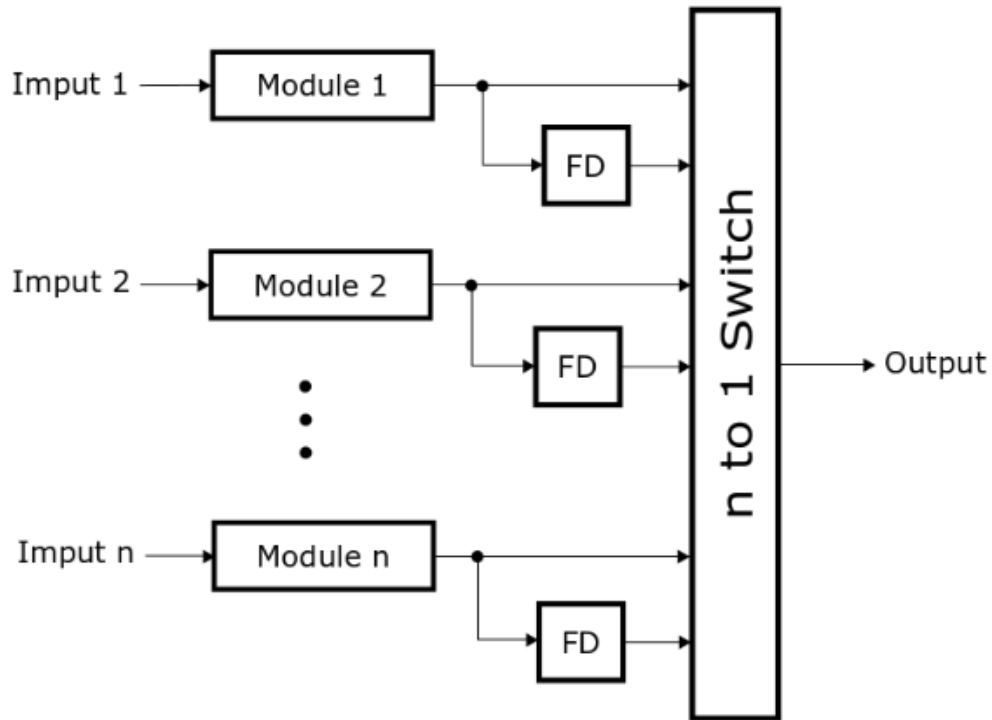 Imput 1
Module 1
FD
Imput 2
Module 2
FD
Imput n
Module n
FD
n to 1 Switch
Output